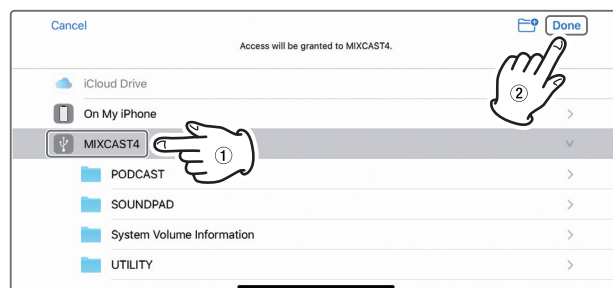 Cancel
Done
Access will be granted to MIXCAST4.
iCloud Drive
②
On My iPhone
MIXCAST4
①
PODCAST
SOUNDPAD
System Volume Information
UTILITY